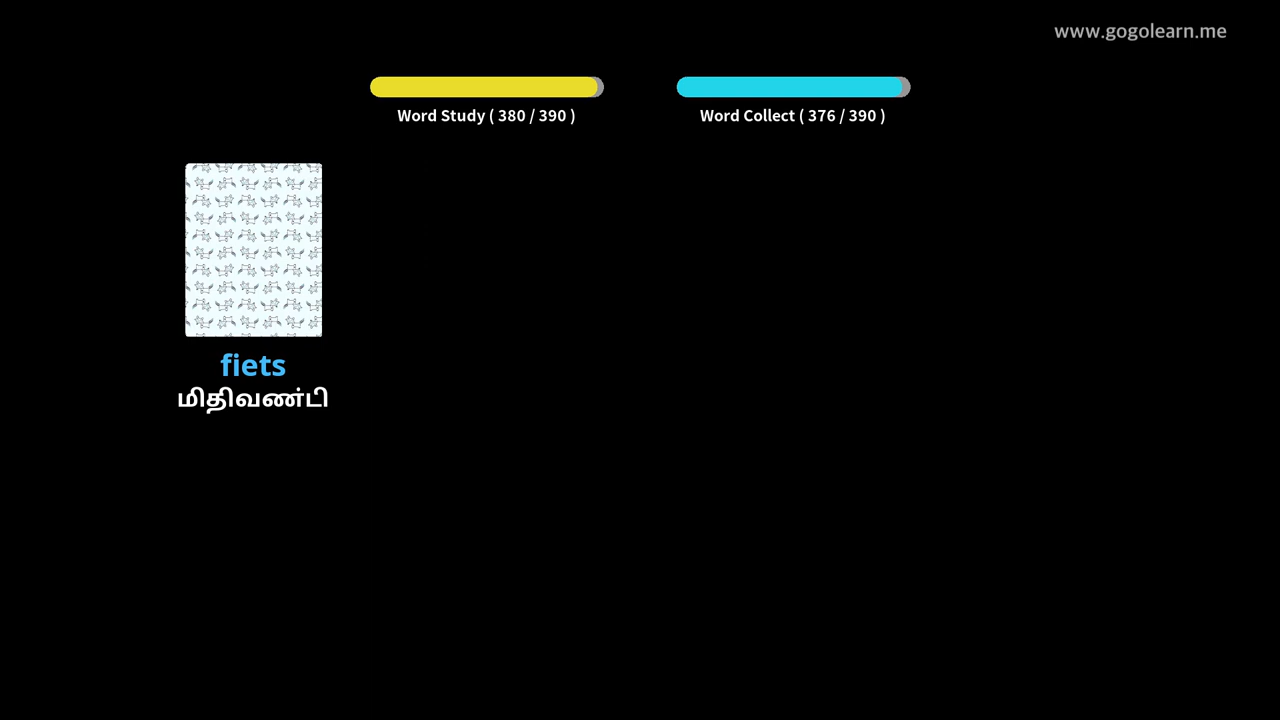 www.gogolearn.me
Word Study ( 380 / 390 )
Word Collect ( 376 / 390 )
fiets
மிதிவண்டி